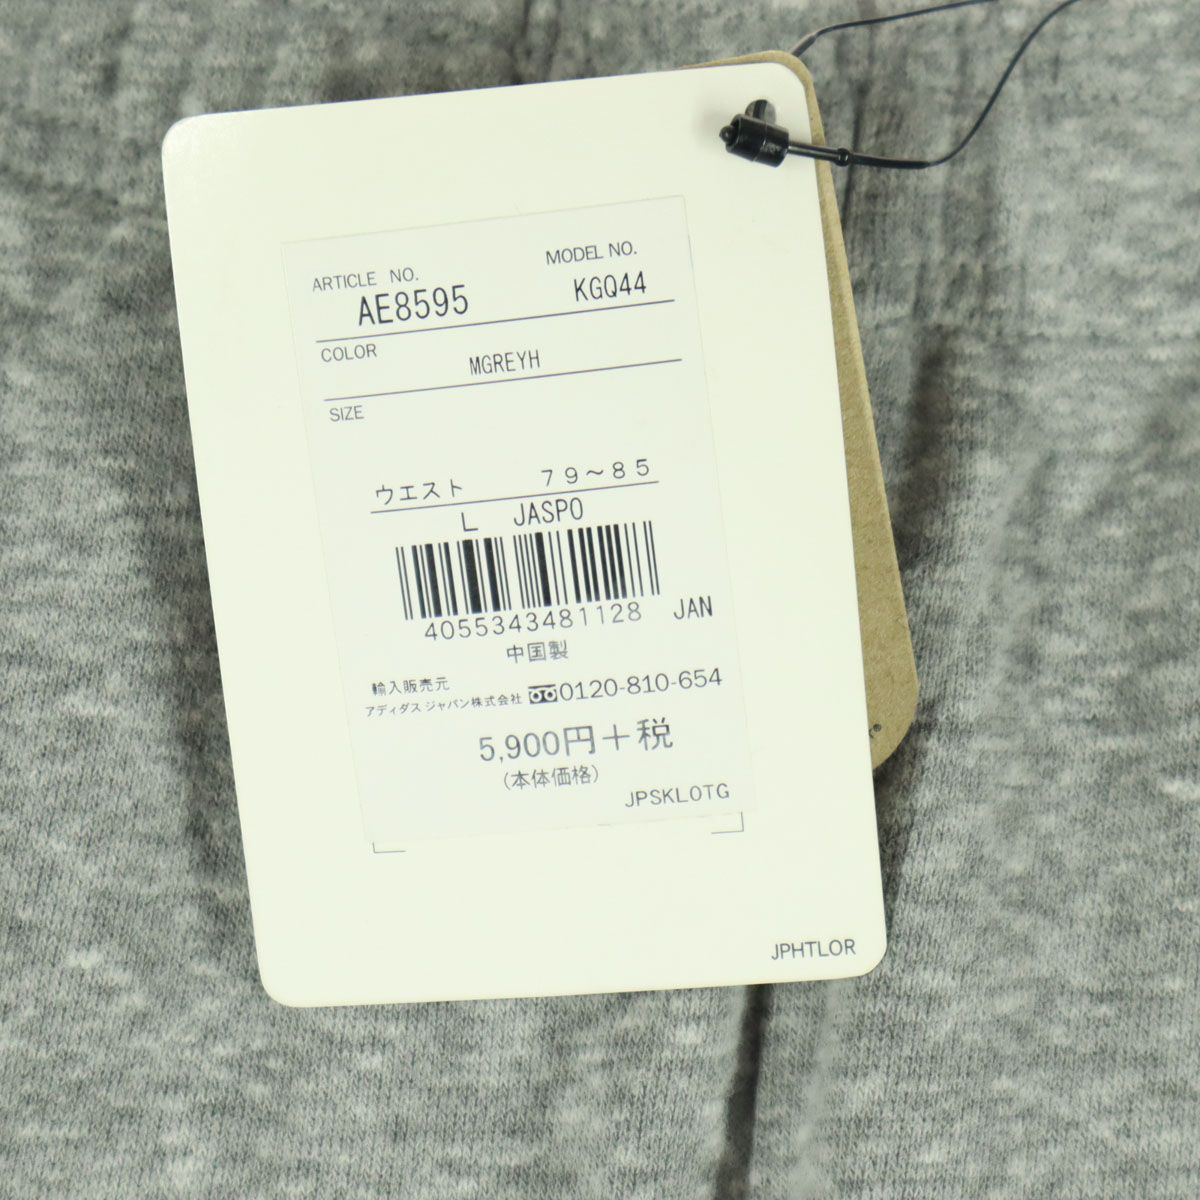 ARTICLE NO.
MODEL NO.
AE8595
KGQ44
COLOR
MGREYH
SIZE
ウエスト ７９～８５
L JASPO
4055343481128 JAN
中国製
輸入販売元
アディダス ジャパン株式会社 0120-810-654
5,900円＋税
(本体価格)
JPSKLOTG
JPHTLOR